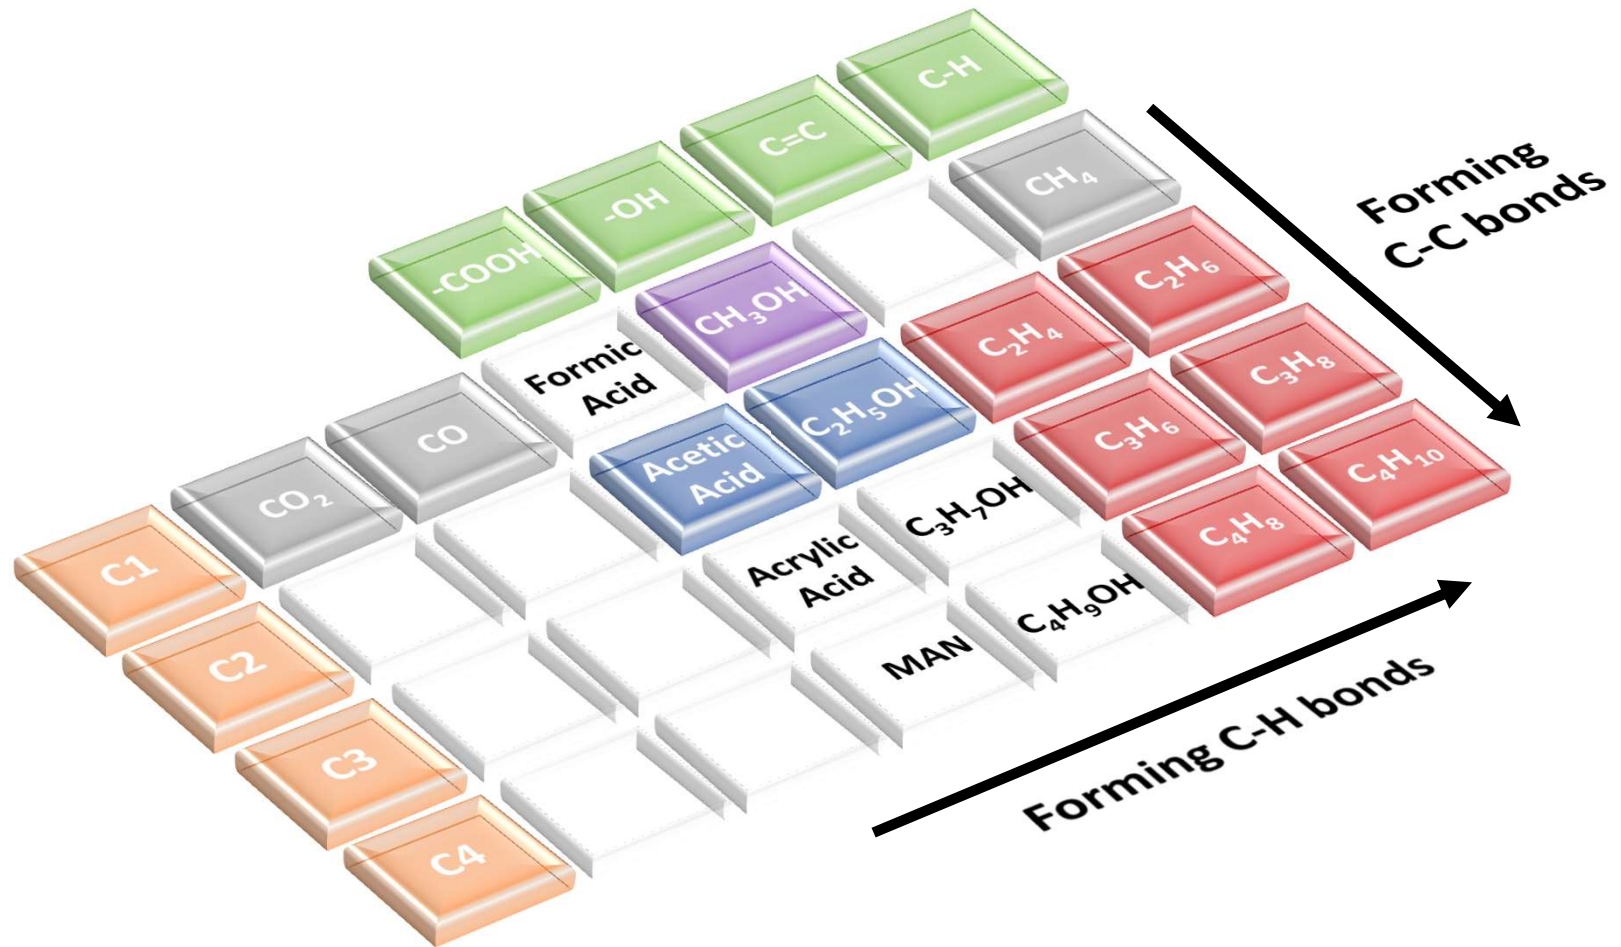 C-H
C=C
-OH
-COOH
CH₄
CH₃OH
Formic
Acid
CO
CO₂
C1
C₂H₆
C₂H₄
C₂H₅OH
Acetic
Acid
C2
C₃H₈
C₃H₆
C₃H₇OH
Acrylic
Acid
C3
C₄H₁₀
C₄H₈
C₄H₉OH
MAN
C4
Forming
C-C bonds
Forming C-H bonds